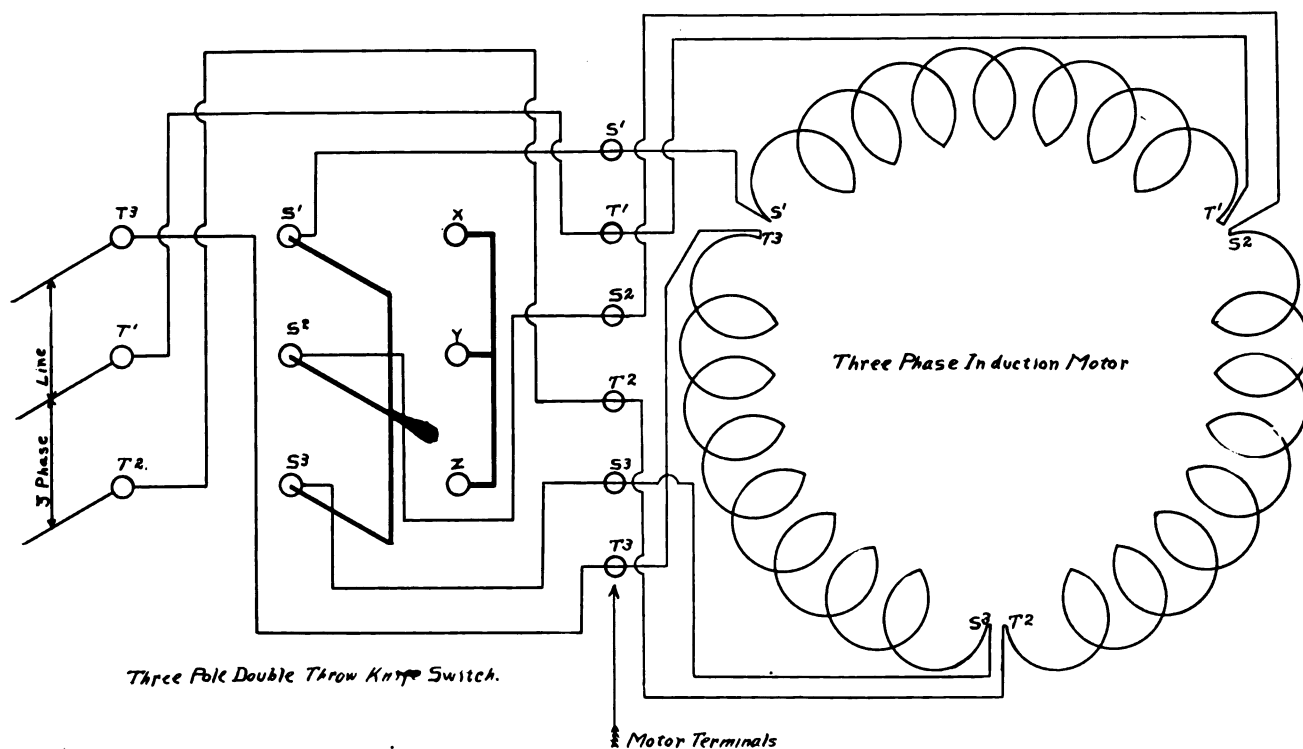 S'
T3
S'
X
T'
S'
T3
T'
S2
S2
T'
S2
Y
Line
Three Phase Induction Motor
T2
3 Phase
T2.
S3
Z
S3
T3
S3
T2
Three Pole Double Throw Knife Switch.
Motor Terminals